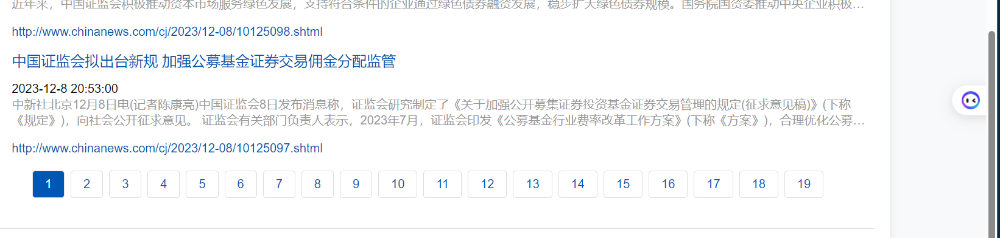 近年来，中国证监会积极推动资本市场服务绿色发展，支持符合条件的企业通过绿色债券融资发展，稳步扩大绿色债券规模。国务院国资委推动中央企业积极…
http://www.chinanews.com/cj/2023/12-08/10125098.shtml
中国证监会拟出台新规 加强公募基金证券交易佣金分配监管
2023-12-8 20:53:00
中新社北京12月8日电(记者陈康亮)中国证监会8日发布消息称，证监会研究制定了《关于加强公开募集证券投资基金证券交易管理的规定(征求意见稿)》(下称
《规定》)，向社会公开征求意见。 证监会有关部门负责人表示，2023年7月，证监会印发《公募基金行业费率改革工作方案》(下称《方案》)，合理优化公募…
http://www.chinanews.com/cj/2023/12-08/10125097.shtml
1 2 3 4 5 6 7 8 9 10 11 12 13 14 15 16 17 18 19